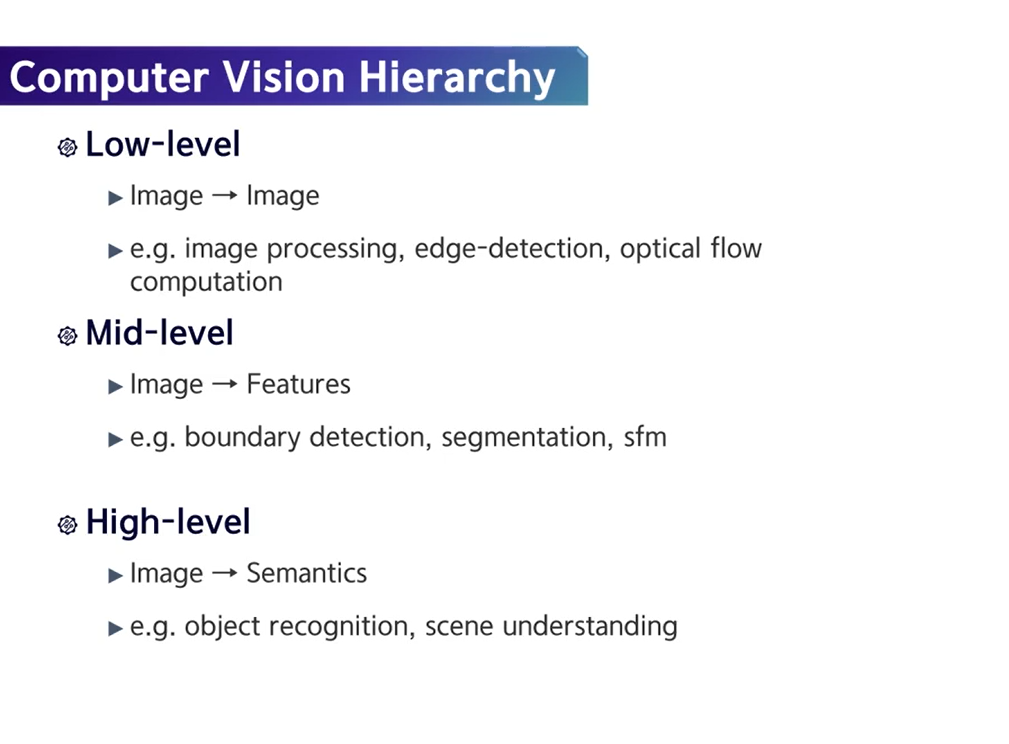 Computer Vision Hierarchy
Low-level
Image → Image
e.g. image processing, edge-detection, optical flow
computation
Mid-level
Image → Features
e.g. boundary detection, segmentation, sfm
High-level
Image → Semantics
e.g. object recognition, scene understanding